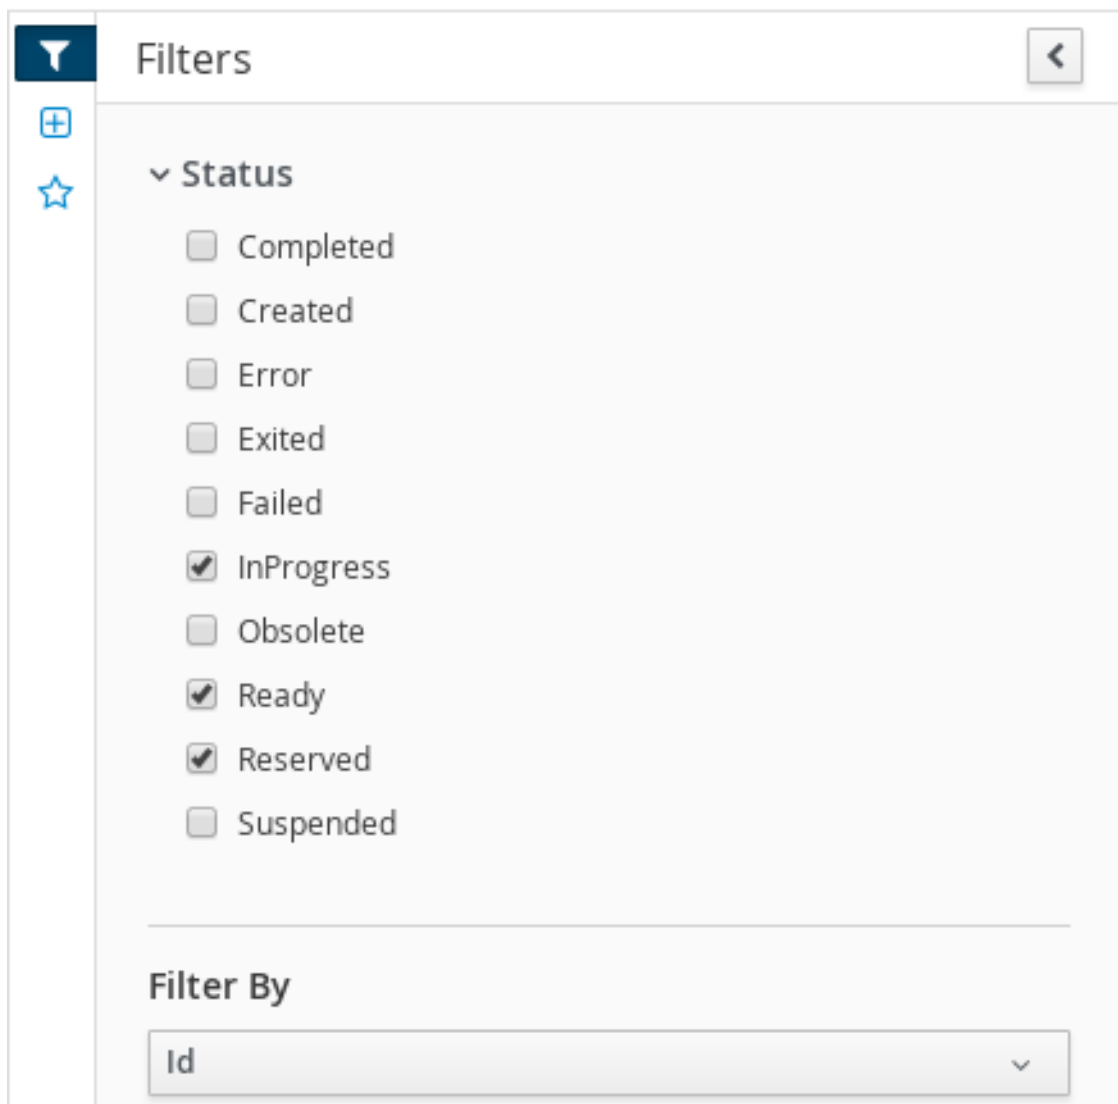 Filters
Status
Completed
Created
Error
Exited
Failed
InProgress
Obsolete
Ready
Reserved
Suspended
Filter By
Id